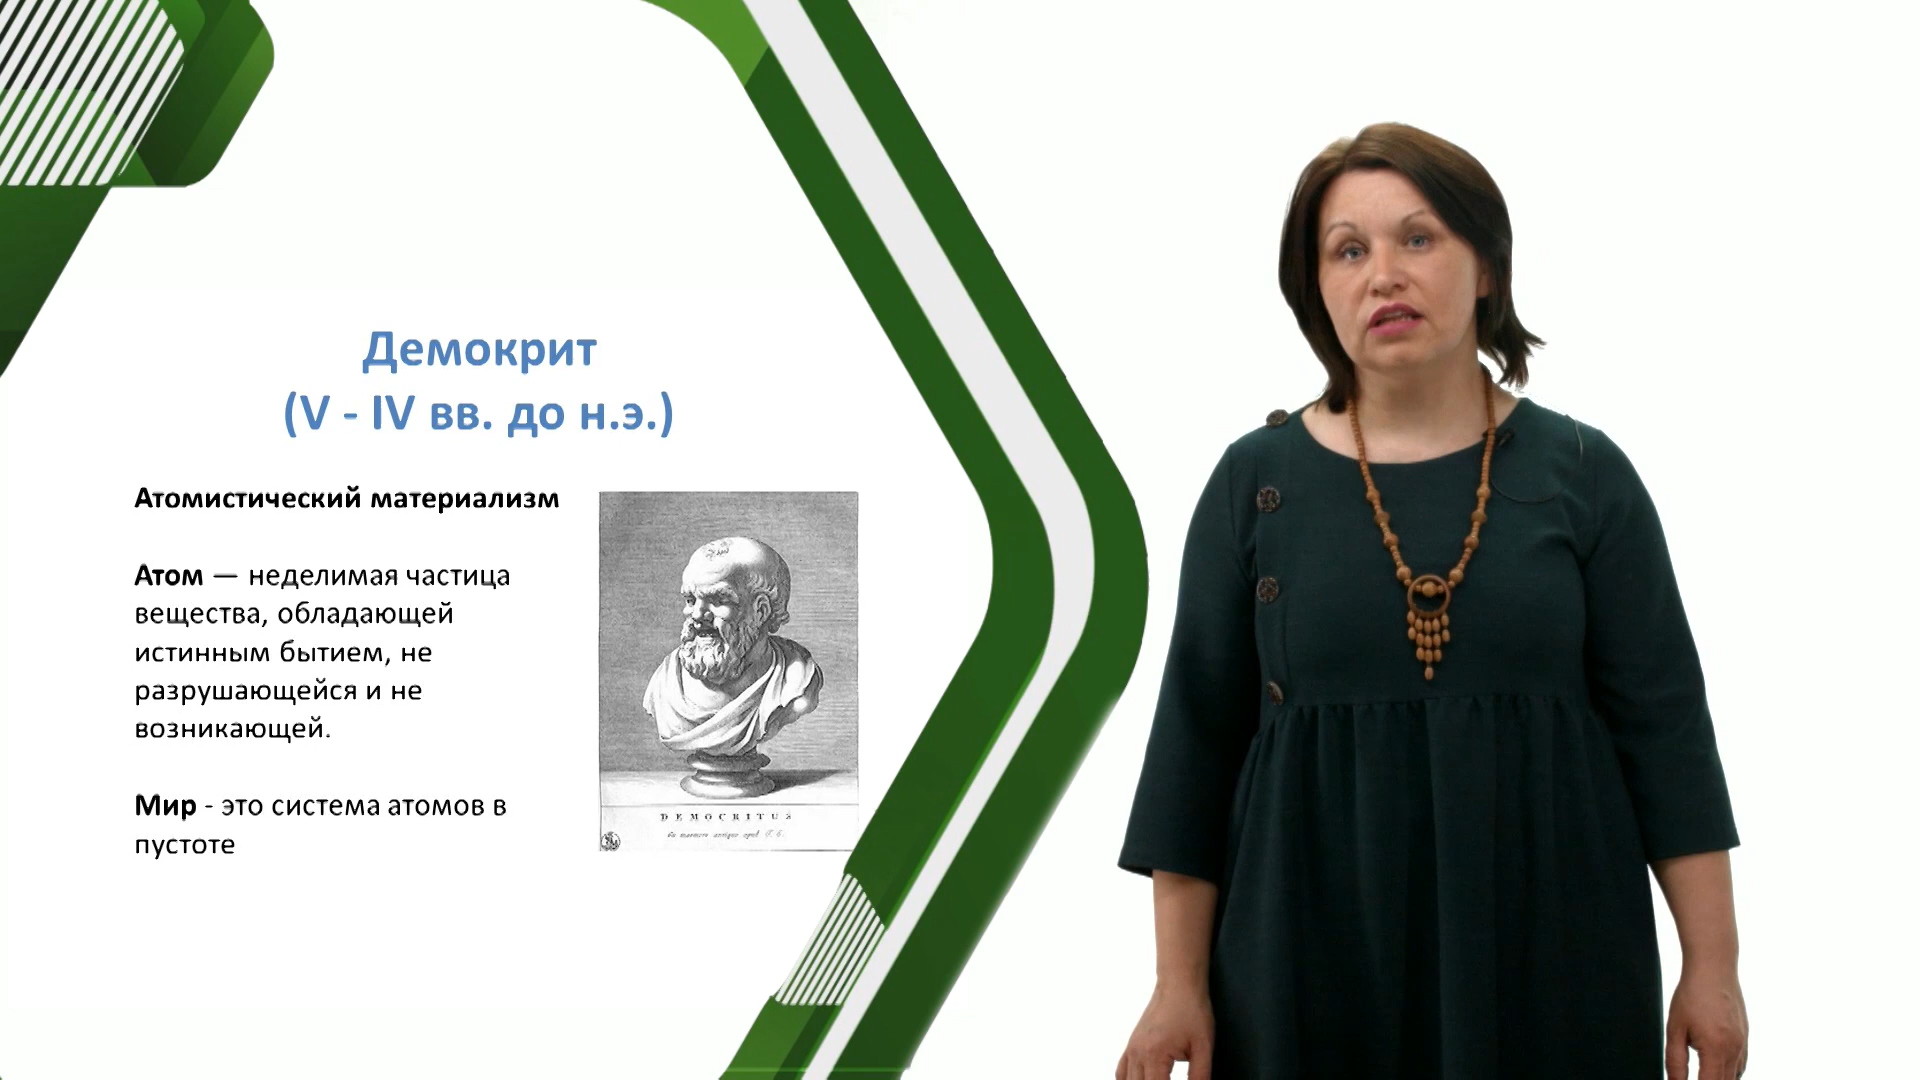 Демокрит
(V - IV вв. до н.э.)
Атомистический материализм
Атом — неделимая частица
вещества, обладающей
истинным бытием, не
разрушающейся и не
возникающей.
Мир - это система атомов в
пустоте
DEMOCRITUS